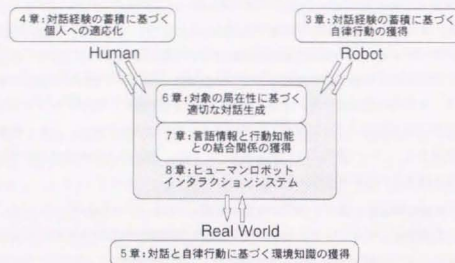 4章:対話経験の蓄積に基づく
個人への適応化
3章:対話経験の蓄積に基づく
自律行動の獲得
Human
Robot
6章:対象の局在性に基づく
適切な対話生成
7章:言語情報と行動知能
との結合関係の獲得
8章:ヒューマンロボット
インタラクションシステム
Real World
5章:対話と自律行動に基づく環境知識の獲得